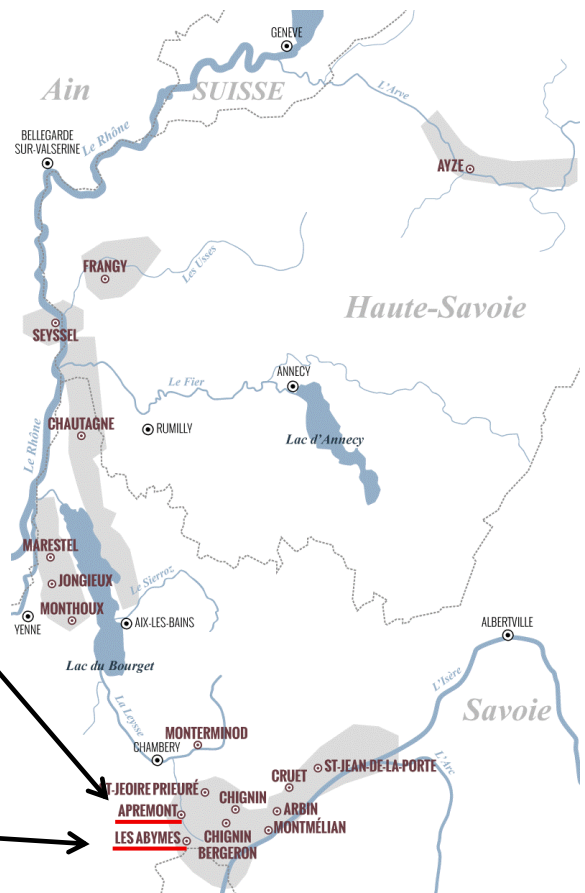 GENEVE
Ain
SUISSE
L'Arve
Le Rhône
BELLEGARDE
SUR-VALSERINE
AYZE
FRANGY
Les Usses
Haute-Savoie
SEYSSEL
ANNECY
Le Fier
CHAUTAGNE
RUMILLY
Le Rhône
Lac d'Annecy
MARESTEL
JONGIEUX
Le Sierroz
MONTHOUX
YENNE
AIX-LES-BAINS
ALBERTVILLE
Lac du Bourget
L'Isère
La Leysse
Savoie
MONTERMINOD
CHAMBERY
L'Arc
ST-JEAN-DE-LA-PORTE
CRUET
T-JEOIRE PRIEURÉ
CHIGNIN
APREMONT
ARBIN
MONTMÉLIAN
LES ABYMES
CHIGNIN
BERGERON